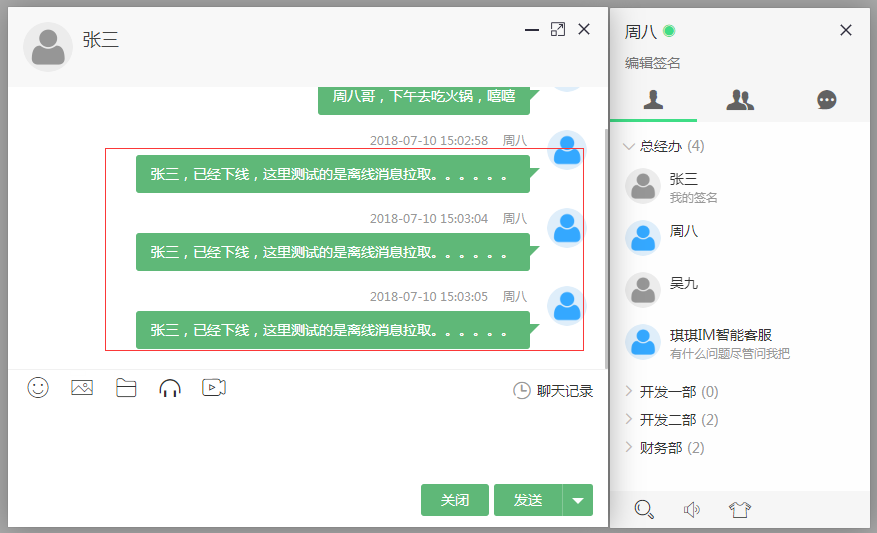 张三
周八哥，下午去吃火锅，嘻嘻
2018-07-10 15:02:58 周八
张三，已经下线，这里测试的是离线消息拉取。。。。。。
2018-07-10 15:03:04 周八
张三，已经下线，这里测试的是离线消息拉取。。。。。。
2018-07-10 15:03:05 周八
张三，已经下线，这里测试的是离线消息拉取。。。。。。
聊天记录
关闭
发送
周八
编辑签名
总经办 (4)
张三
我的签名
周八
吴九
琪琪IM智能客服
有什么问题尽管问我把
开发一部 (0)
开发二部 (2)
财务部 (2)